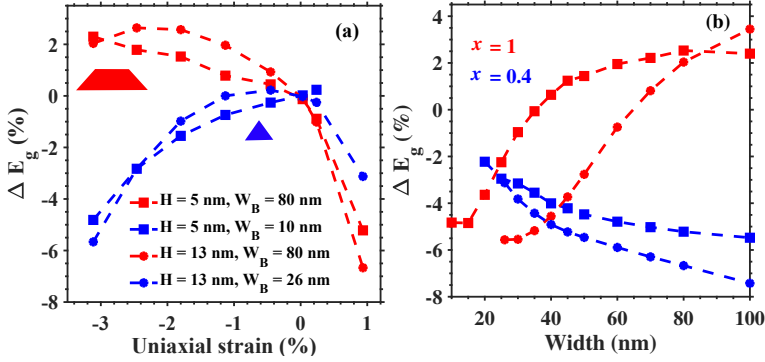 (a)
2
0
-2
-4
-6
-8
Δ E_g (%)
H = 5 nm, W_B = 80 nm
H = 5 nm, W_B = 10 nm
H = 13 nm, W_B = 80 nm
H = 13 nm, W_B = 26 nm
-3 -2 -1 0 1
Uniaxial strain (%)
(b)
x = 1
x = 0.4
4
2
0
-2
-4
-6
-8
Δ E_g (%)
20 40 60 80 100
Width (nm)